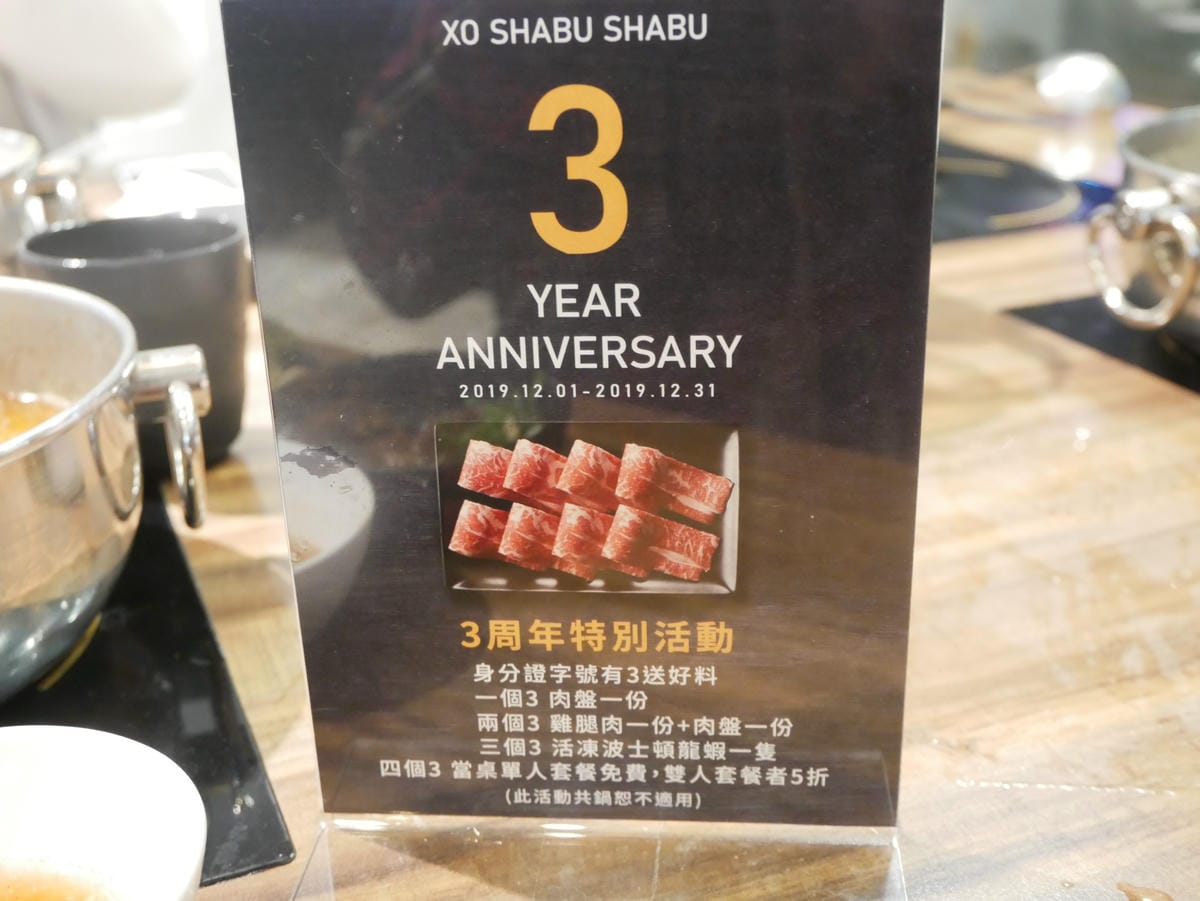 XO SHABU SHABU
3
YEAR
ANNIVERSARY
2019.12.01-2019.12.31
3周年特別活動
身分證字號有3送好料
一個3 肉盤一份
兩個3 雞腿肉一份+肉盤一份
三個3 活凍波士頓龍蝦一隻
四個3 當桌單人套餐免費,雙人套餐者5折
(此活動共鍋恕不適用)